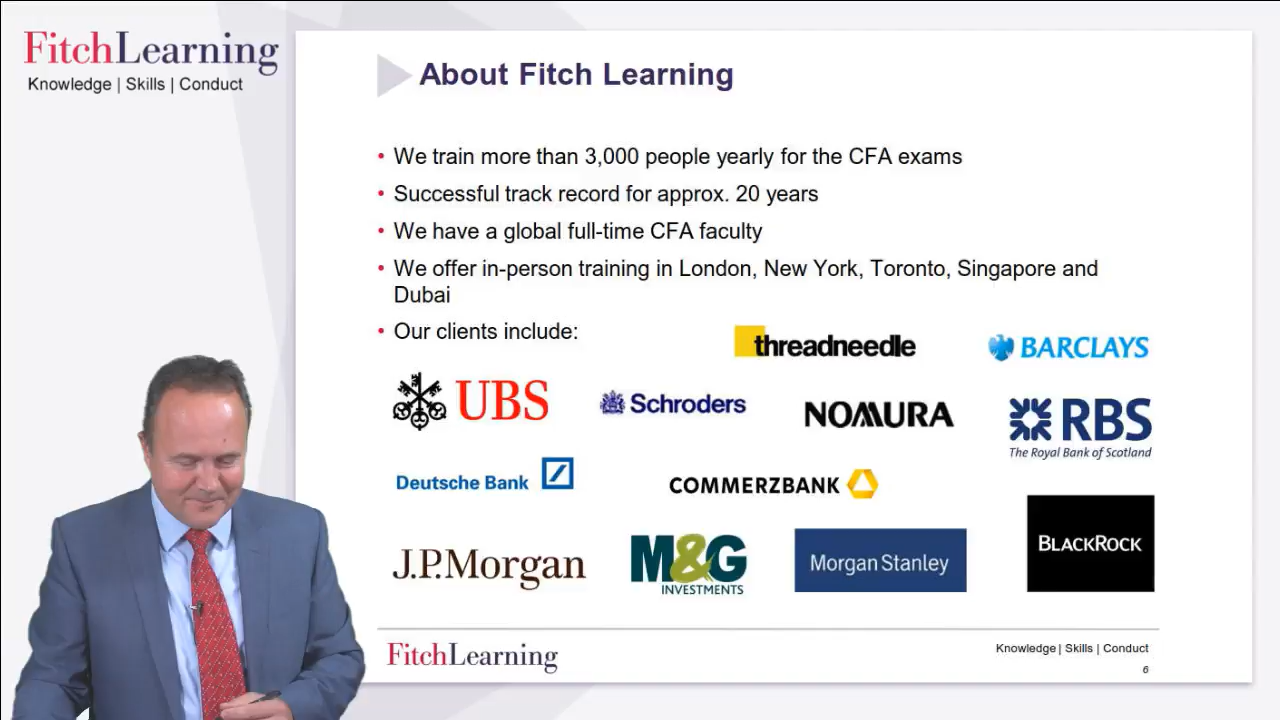 FitchLearning
Knowledge | Skills | Conduct
About Fitch Learning
• We train more than 3,000 people yearly for the CFA exams
• Successful track record for approx. 20 years
• We have a global full-time CFA faculty
• We offer in-person training in London, New York, Toronto, Singapore and
Dubai
• Our clients include:
threadneedle
BARCLAYS
UBS
Schroders
NOMURA
RBS
The Royal Bank of Scotland
Deutsche Bank
COMMERZBANK
J.P.Morgan
M&G
INVESTMENTS
Morgan Stanley
BLACKROCK
FitchLearning
Knowledge | Skills | Conduct
6